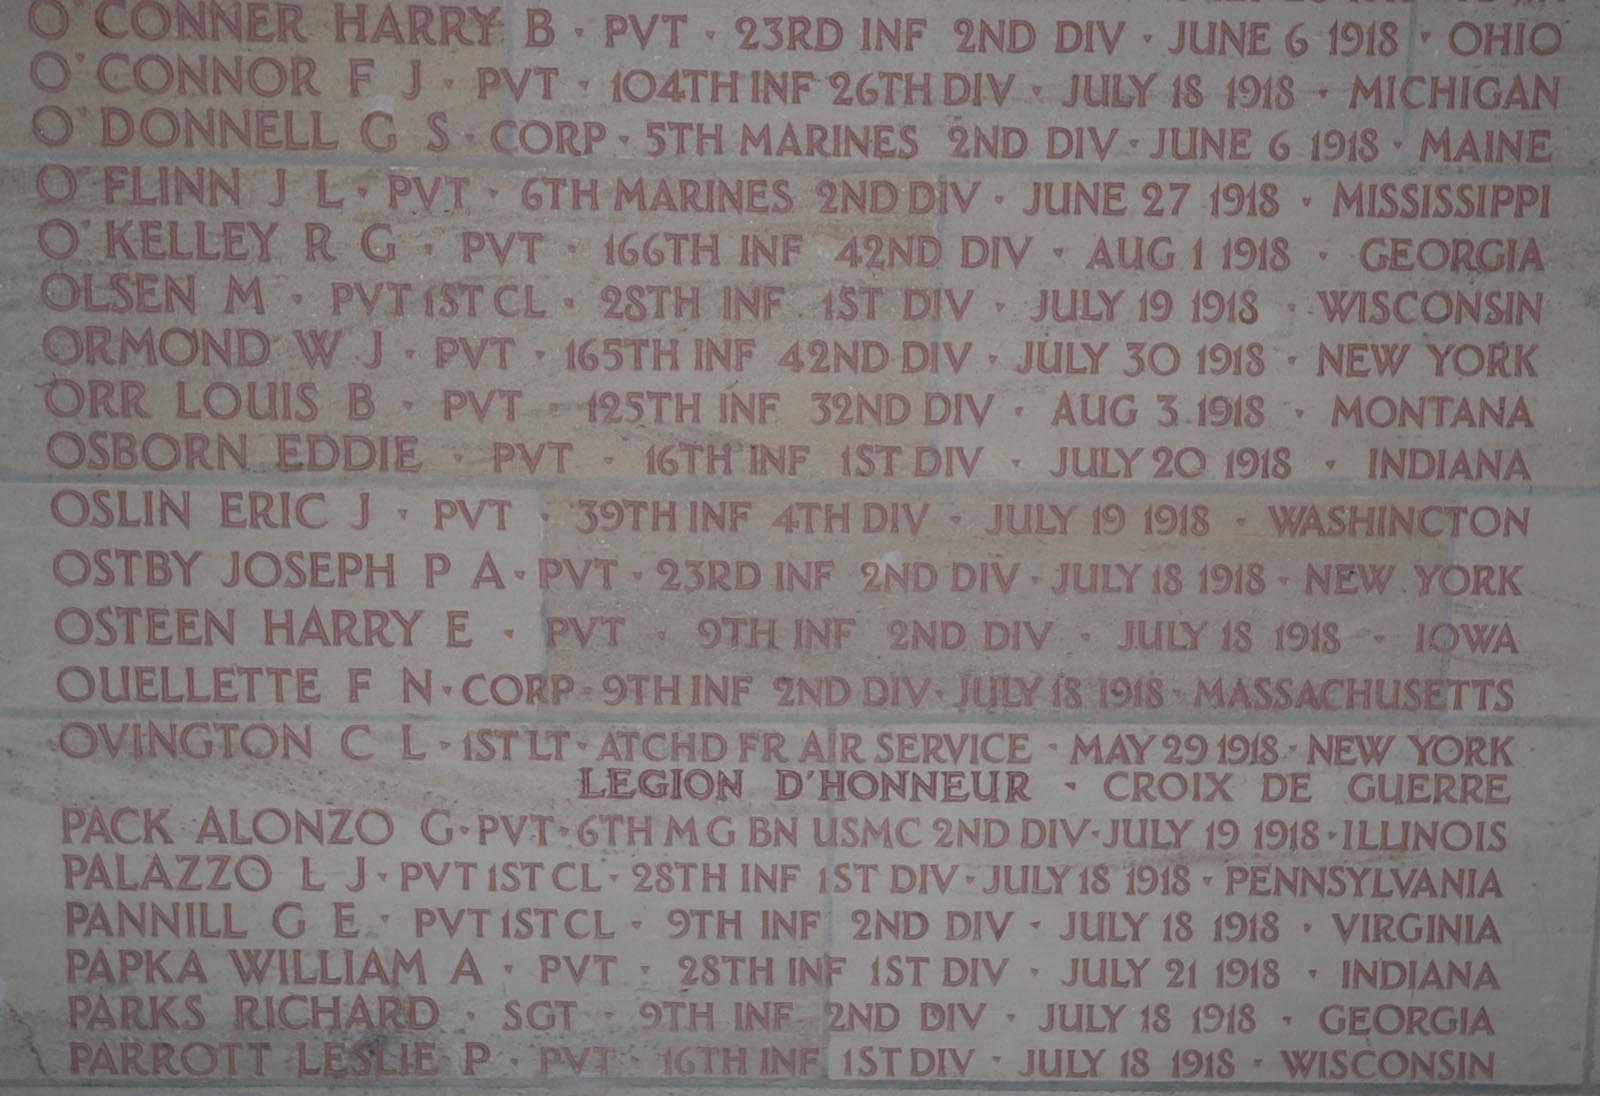 O'CONNER HARRY B · PVT · 23RD INF 2ND DIV · JUNE 6 1918 · OHIO
O'CONNOR F J · PVT · 104TH INF 26TH DIV · JULY 18 1918 · MICHIGAN
O'DONNELL G S · CORP · 5TH MARINES 2ND DIV · JUNE 6 1918 · MAINE
O'FLINN J L · PVT · 6TH MARINES 2ND DIV · JUNE 27 1918 · MISSISSIPPI
O'KELLEY R G · PVT · 166TH INF 42ND DIV · AUG 1 1918 · GEORGIA
OLSEN M · PVT 1ST CL · 28TH INF 1ST DIV · JULY 19 1918 · WISCONSIN
ORMOND W J · PVT · 165TH INF 42ND DIV · JULY 30 1918 · NEW YORK
ORR LOUIS B · PVT · 125TH INF 32ND DIV · AUG 3 1918 · MONTANA
OSBORN EDDIE · PVT · 16TH INF 1ST DIV · JULY 20 1918 · INDIANA
OSLIN ERIC J · PVT · 39TH INF 4TH DIV · JULY 19 1918 · WASHINGTON
OSTBY JOSEPH P A · PVT · 23RD INF 2ND DIV · JULY 18 1918 · NEW YORK
OSTEEN HARRY E · PVT · 9TH INF 2ND DIV · JULY 18 1918 · IOWA
OUELLETTE F N · CORP · 9TH INF 2ND DIV · JULY 18 1918 · MASSACHUSETTS
OVINGTON C L · 1ST LT · ATCHD FR AIR SERVICE · MAY 29 1918 · NEW YORK
LEGION D'HONNEUR · CROIX DE GUERRE
PACK ALONZO G · PVT · 6TH M G BN USMC 2ND DIV · JULY 19 1918 · ILLINOIS
PALAZZO L J · PVT 1ST CL · 28TH INF 1ST DIV · JULY 18 1918 · PENNSYLVANIA
PANNILL G E · PVT 1ST CL · 9TH INF 2ND DIV · JULY 18 1918 · VIRGINIA
PAPKA WILLIAM A · PVT · 28TH INF 1ST DIV · JULY 21 1918 · INDIANA
PARKS RICHARD · SGT · 9TH INF 2ND DIV · JULY 18 1918 · GEORGIA
PARROTT LESLIE P · PVT · 16TH INF 1ST DIV · JULY 18 1918 · WISCONSIN